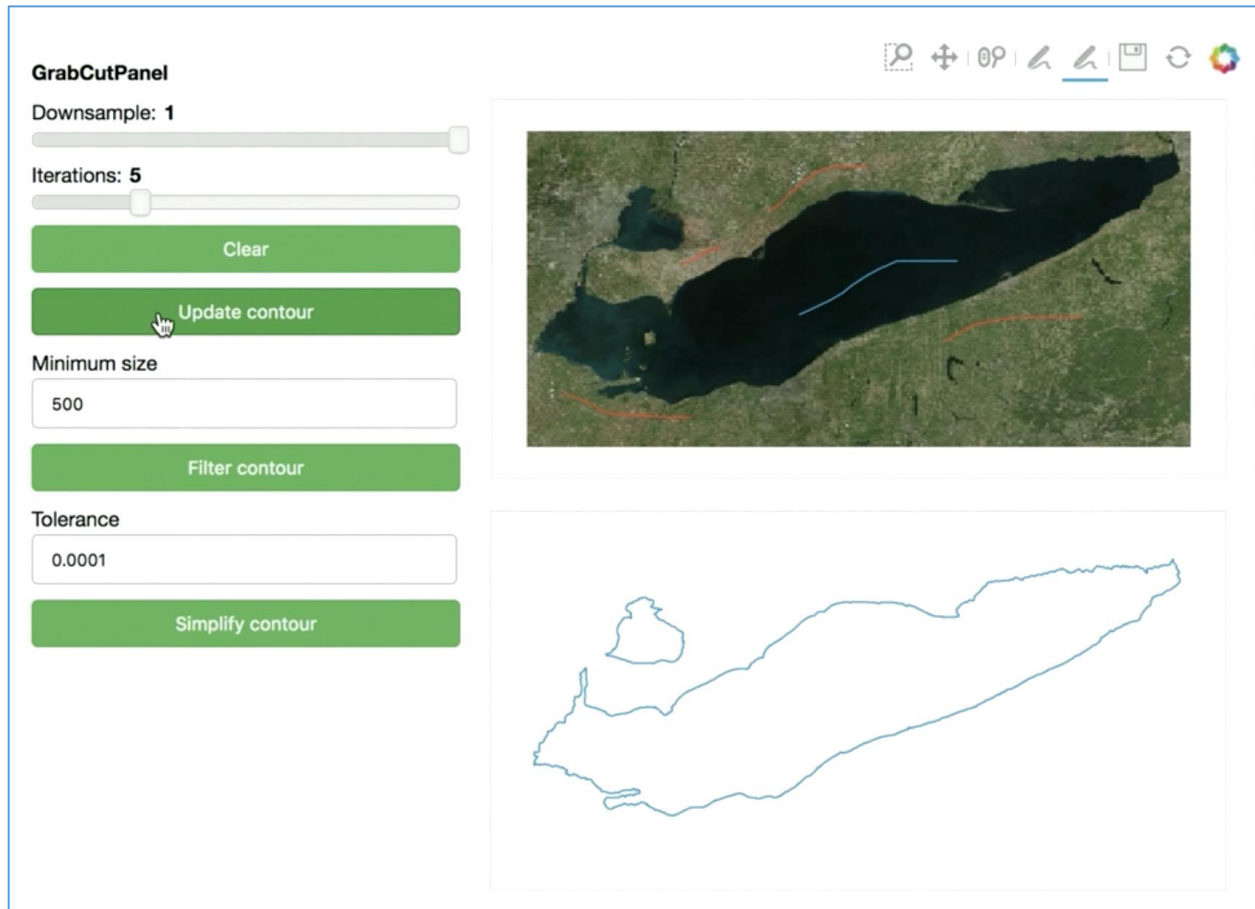 GrabCutPanel
Downsample: 1
Iterations: 5
Clear
Update contour
Minimum size
500
Filter contour
Tolerance
0.0001
Simplify contour